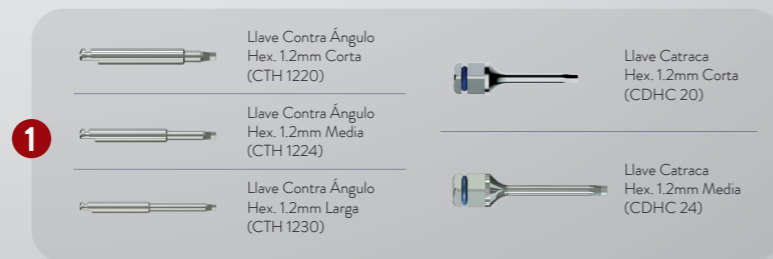 1
Llave Contra Ángulo
Hex. 1.2mm Corta
(CTH 1220)
Llave Contra Ángulo
Hex. 1.2mm Media
(CTH 1224)
Llave Contra Ángulo
Hex. 1.2mm Larga
(CTH 1230)
Llave Catraca
Hex. 1.2mm Corta
(CDHC 20)
Llave Catraca
Hex. 1.2mm Media
(CDHC 24)